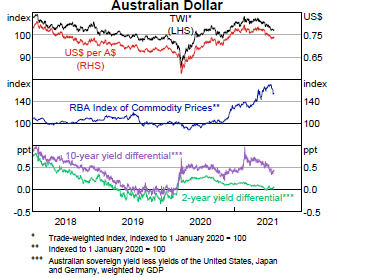 Australian Dollar
index TWI* US$
(LHS)
100 0.75
90 US$ per A$ 0.65
(RHS)
index index
140 140
RBA Index of Commodity Prices**
100 100
ppt ppt
10-year yield differential***
0.5 0.5
0.0 0.0
2-year yield differential***
-0.5 -0.5
2018 2019 2020 2021
* Trade-weighted index, indexed to 1 January 2020 = 100
** Indexed to 1 January 2020 = 100
*** Australian sovereign yield less yields of the United States, Japan
and Germany, weighted by GDP